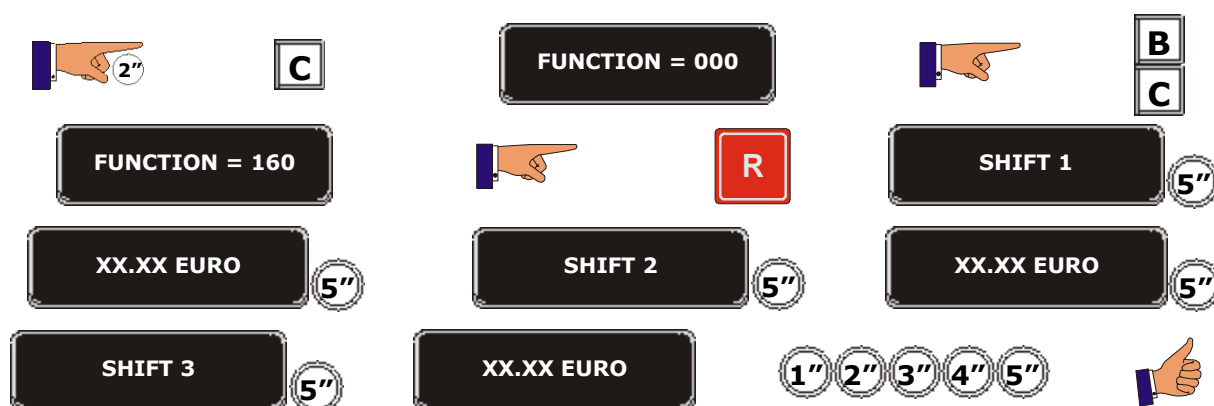 2”
C
FUNCTION = 000
B
C
FUNCTION = 160
R
SHIFT 1
5”
XX.XX EURO
5”
SHIFT 2
5”
XX.XX EURO
5”
SHIFT 3
5”
XX.XX EURO
1” 2” 3” 4” 5”